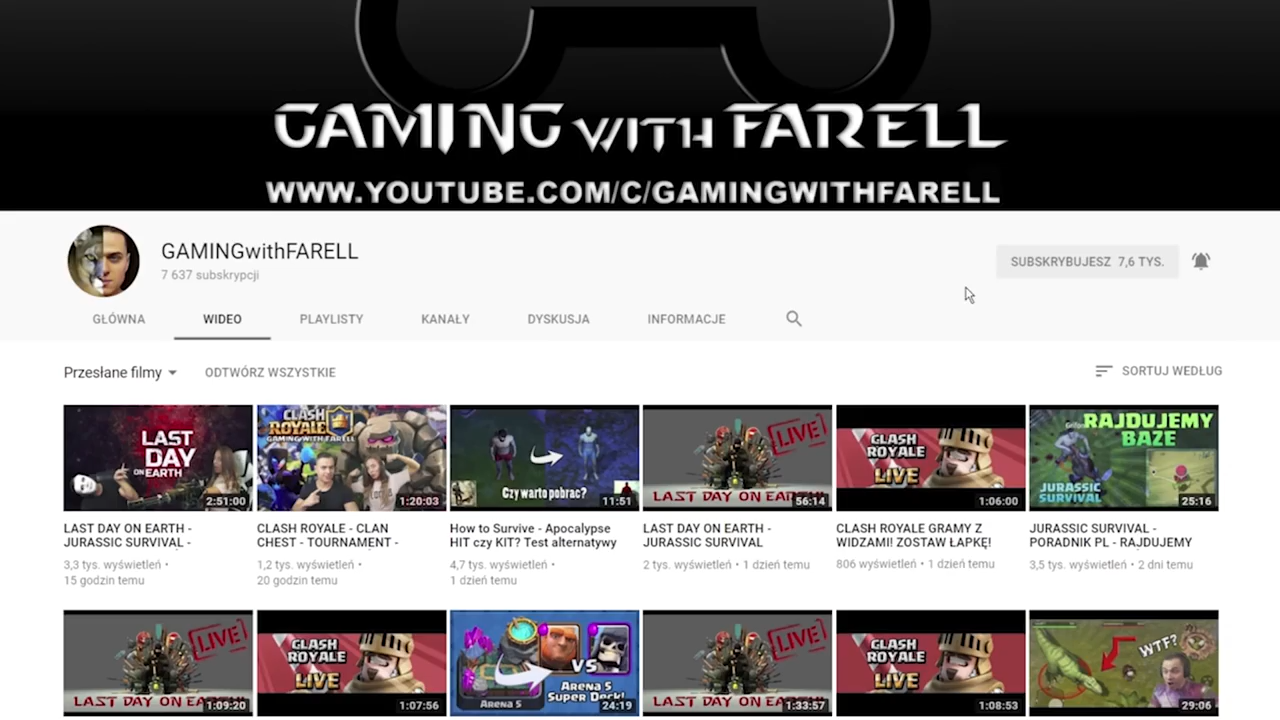 GAMING WITH FARELL
WWW.YOUTUBE.COM/C/GAMINGWITHFARELL
GAMINGwithFARELL
7 637 subskrypcji
SUBSKRYBUJESZ 7,6 TYS.
GŁÓWNA WIDEO PLAYLISTY KANAŁY DYSKUSJA INFORMACJE
Przesłane filmy ODTWÓRZ WSZYSTKIE SORTUJ WEDŁUG
LAST
DAY
ON EARTH
2:51:00
CLASH
ROYALE
GAMING WITH FARELL
1:20:03
Czy warto pobrac?
11:51
LIVE
LAST DAY ON EARTH
56:14
CLASH
ROYALE
LIVE
1:06:00
RAJDUJEMY
BAZE
JURASSIC
SURVIVAL
25:16
LAST DAY ON EARTH -
JURASSIC SURVIVAL -
3,3 tys. wyświetleń •
15 godzin temu
CLASH ROYALE - CLAN
CHEST - TOURNAMENT -
1,2 tys. wyświetleń •
20 godzin temu
How to Survive - Apocalypse
HIT czy KIT? Test alternatywy
4,7 tys. wyświetleń •
1 dzień temu
LAST DAY ON EARTH -
JURASSIC SURVIVAL
2 tys. wyświetleń • 1 dzień temu
CLASH ROYALE GRAMY Z
WIDZAMI! ZOSTAW ŁAPKĘ!
806 wyświetleń • 1 dzień temu
JURASSIC SURVIVAL -
PORADNIK PL - RAJDUJEMY
3,5 tys. wyświetleń • 2 dni temu
LIVE
LAST DAY ON EARTH
1:09:20
CLASH
ROYALE
LIVE
1:07:56
VS
Arena 5
Super Deck!
Arena 5
24:19
LIVE
LAST DAY ON EARTH
1:33:57
CLASH
ROYALE
LIVE
1:08:53
WTF?
29:06